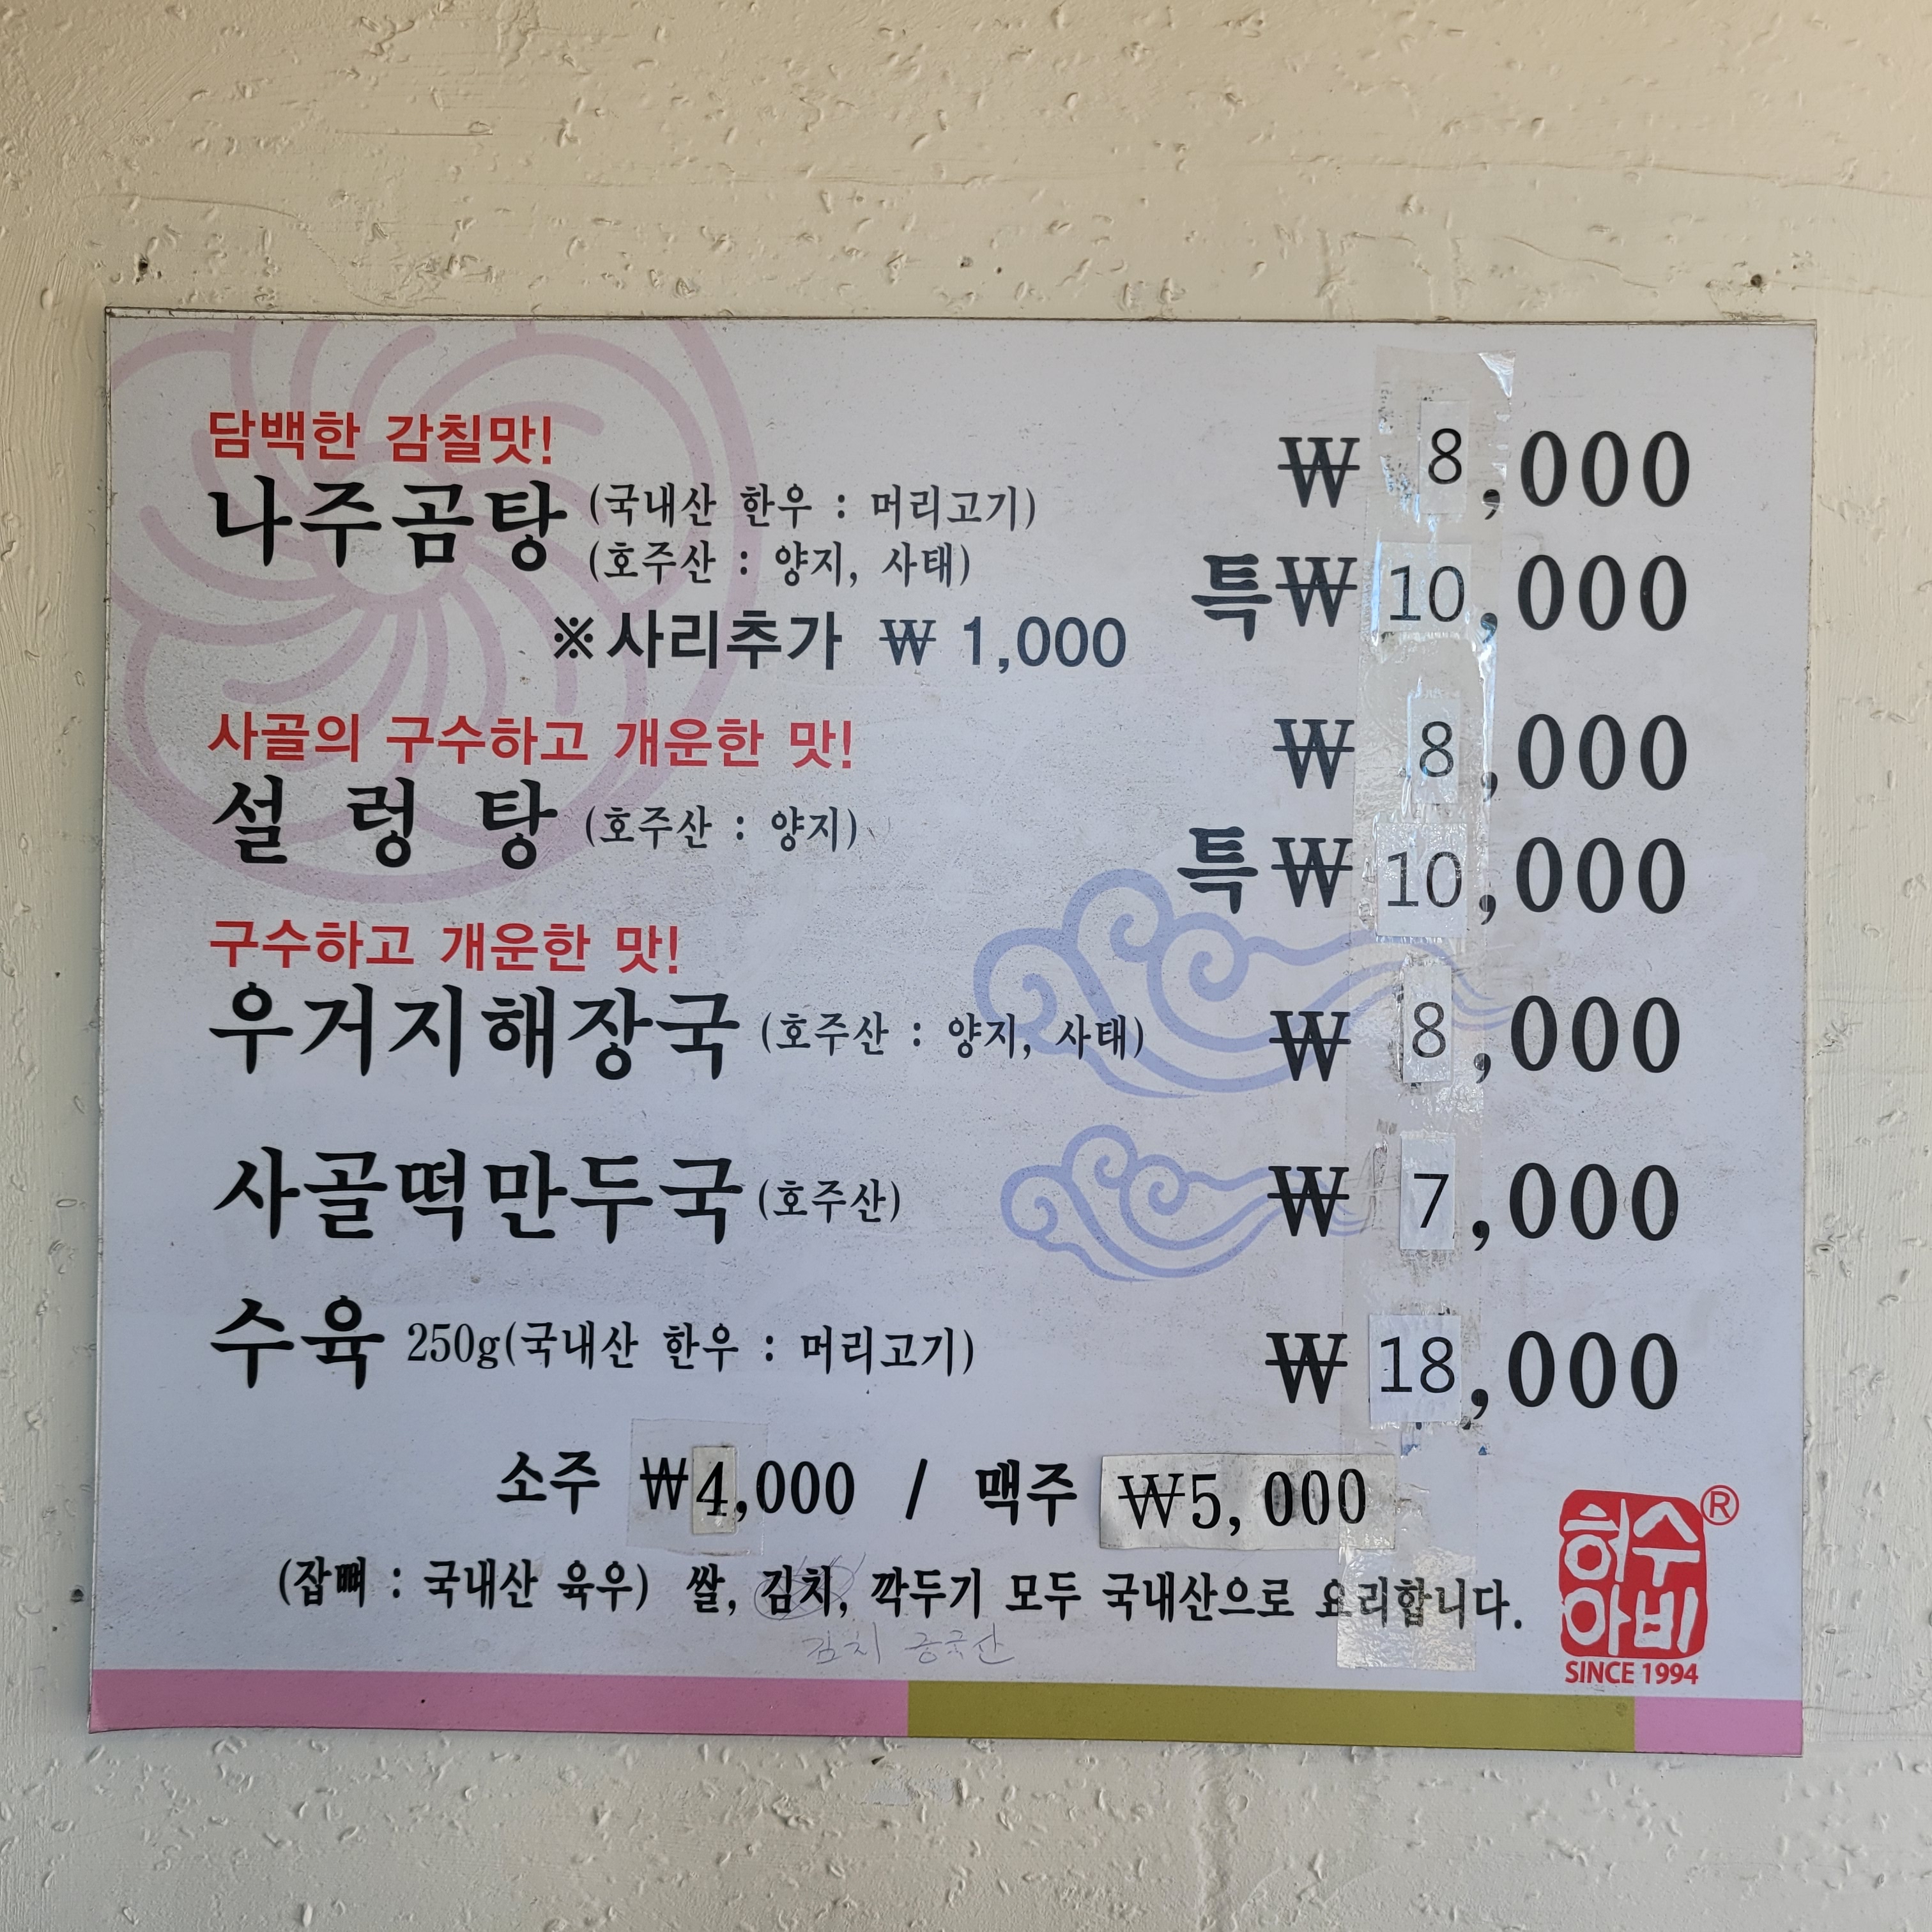 담백한 감칠맛!
나주곰탕 (국내산 한우 : 머리고기) ₩ 8,000
(호주산 : 양지, 사태) 특 ₩ 10,000
※사리추가 ₩ 1,000
사골의 구수하고 개운한 맛! ₩ 8,000
설렁탕 (호주산 : 양지) 특 ₩ 10,000
구수하고 개운한 맛!
우거지해장국 (호주산 : 양지, 사태) ₩ 8,000
사골떡만두국 (호주산) ₩ 7,000
수육 250g(국내산 한우 : 머리고기) ₩ 18,000
소주 ₩4,000 / 맥주 ₩5,000
(잡뼈 : 국내산 육우) 쌀, 김치, 깍두기 모두 국내산으로 요리합니다.
김치 중국산
허수
아비 ®
SINCE 1994